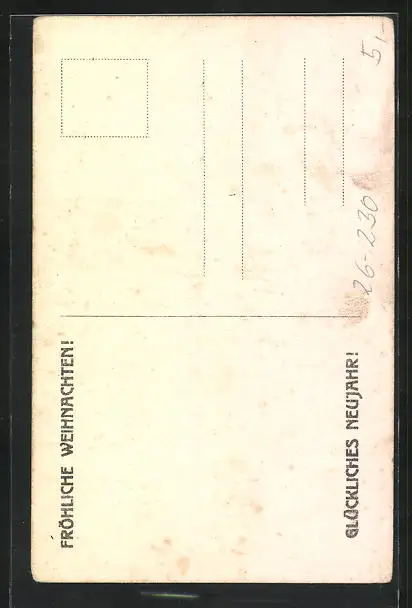 FRÖHLICHE WEIHNACHTEN!
GLÜCKLICHES NEUJAHR!
5,-
26-230